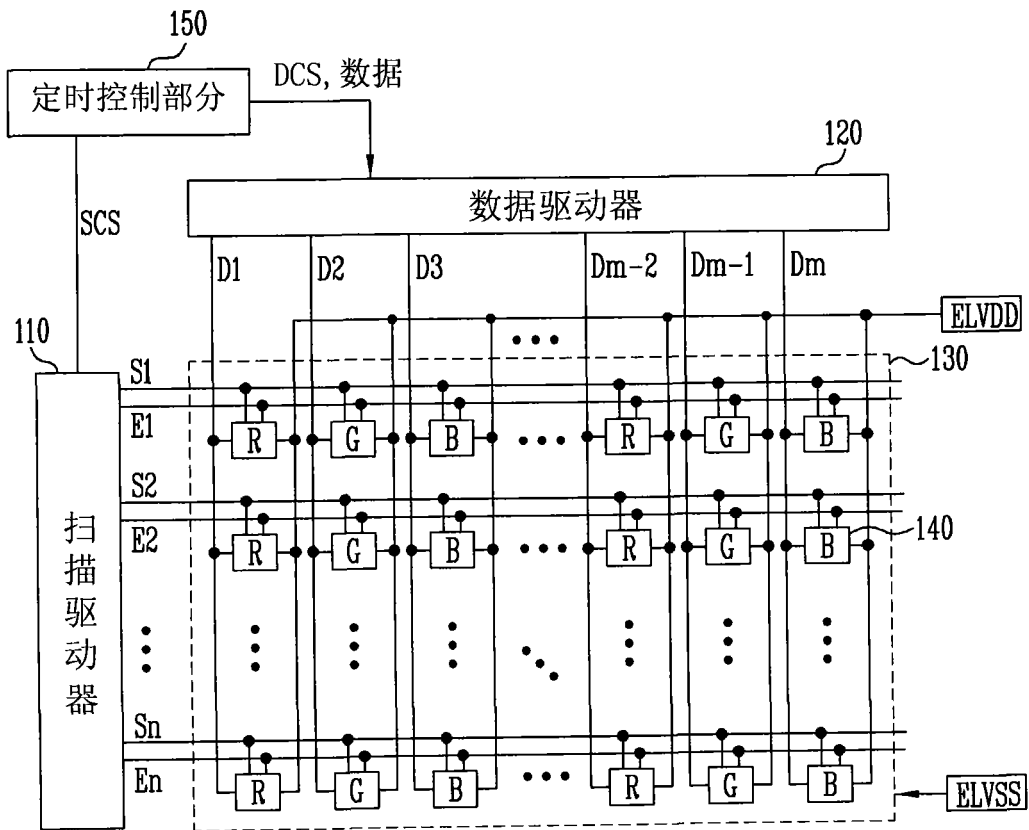 150
定时控制部分
DCS, 数据
120
数据驱动器
SCS
D1 D2 D3 Dm-2 Dm-1 Dm
110
ELVDD
130
S1
E1
R G B R G B
S2
E2
R G B R G B
140
扫描驱动器
Sn
En
R G B R G B
ELVSS